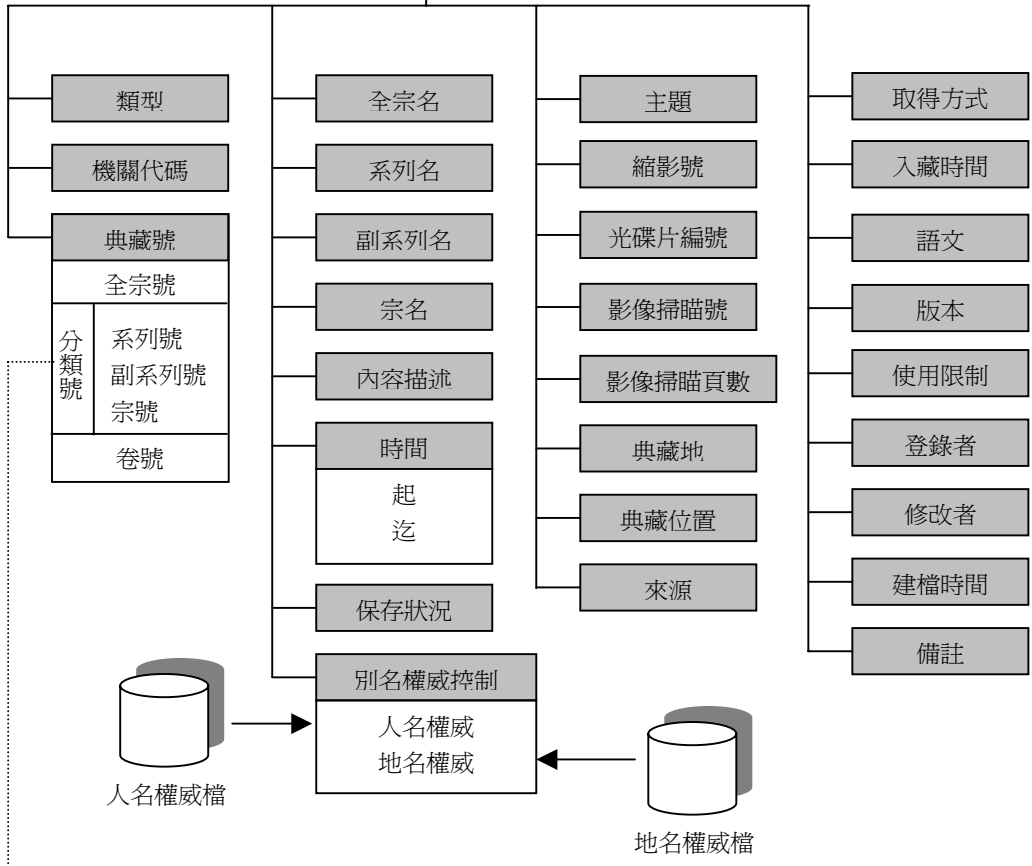 類型
機關代碼
典藏號
全宗號
分類號
系列號
副系列號
宗號
卷號
全宗名
系列名
副系列名
宗名
內容描述
時間
起
迄
保存狀況
別名權威控制
人名權威
地名權威
人名權威檔
地名權威檔
主題
縮影號
光碟片編號
影像掃瞄號
影像掃瞄頁數
典藏地
典藏位置
來源
取得方式
入藏時間
語文
版本
使用限制
登錄者
修改者
建檔時間
備註